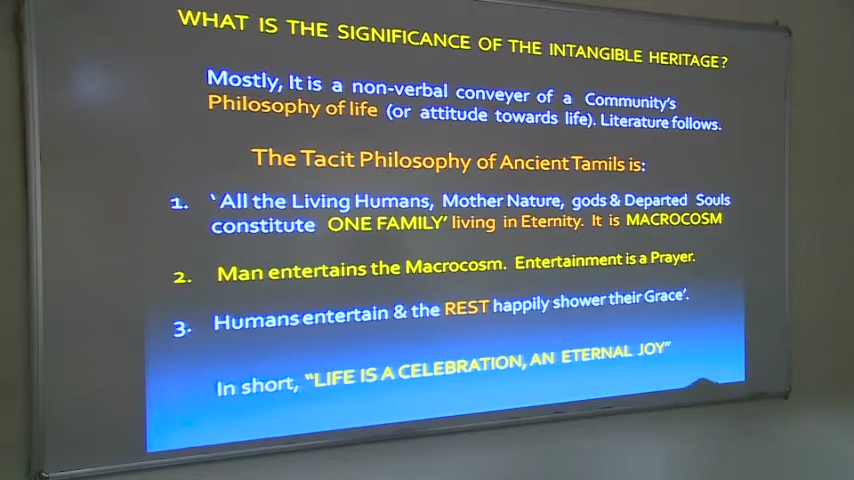 WHAT IS THE SIGNIFICANCE OF THE INTANGIBLE HERITAGE?
Mostly, It is a non-verbal conveyer of a Community's
Philosophy of life (or attitude towards life). Literature follows.
The Tacit Philosophy of Ancient Tamils is:
1. 'All the Living Humans, Mother Nature, gods & Departed Souls
constitute ONE FAMILY' living in Eternity. It is MACROCOSM
2. Man entertains the Macrocosm. Entertainment is a Prayer.
3. Humans entertain & the REST happily shower their Grace'.
In short, "LIFE IS A CELEBRATION, AN ETERNAL JOY"